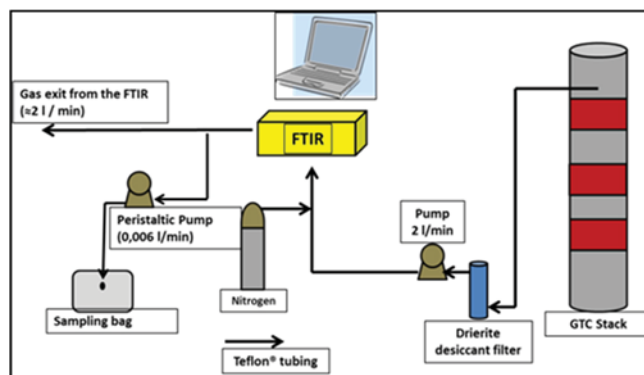 Gas exit from the FTIR
(≈2 l / min)
FTIR
Peristaltic Pump
(0,006 l/min)
Pump
2 l/min
Nitrogen
Sampling bag
Drierite
desiccant filter
GTC Stack
Teflon® tubing